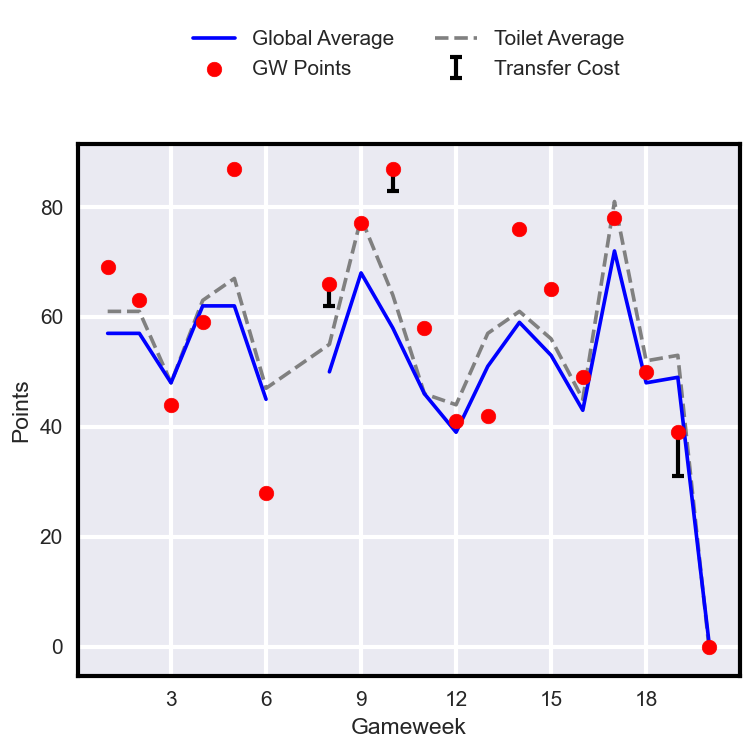 Global Average
Toilet Average
GW Points
Transfer Cost
80
60
40
20
0
Points
3 6 9 12 15 18
Gameweek